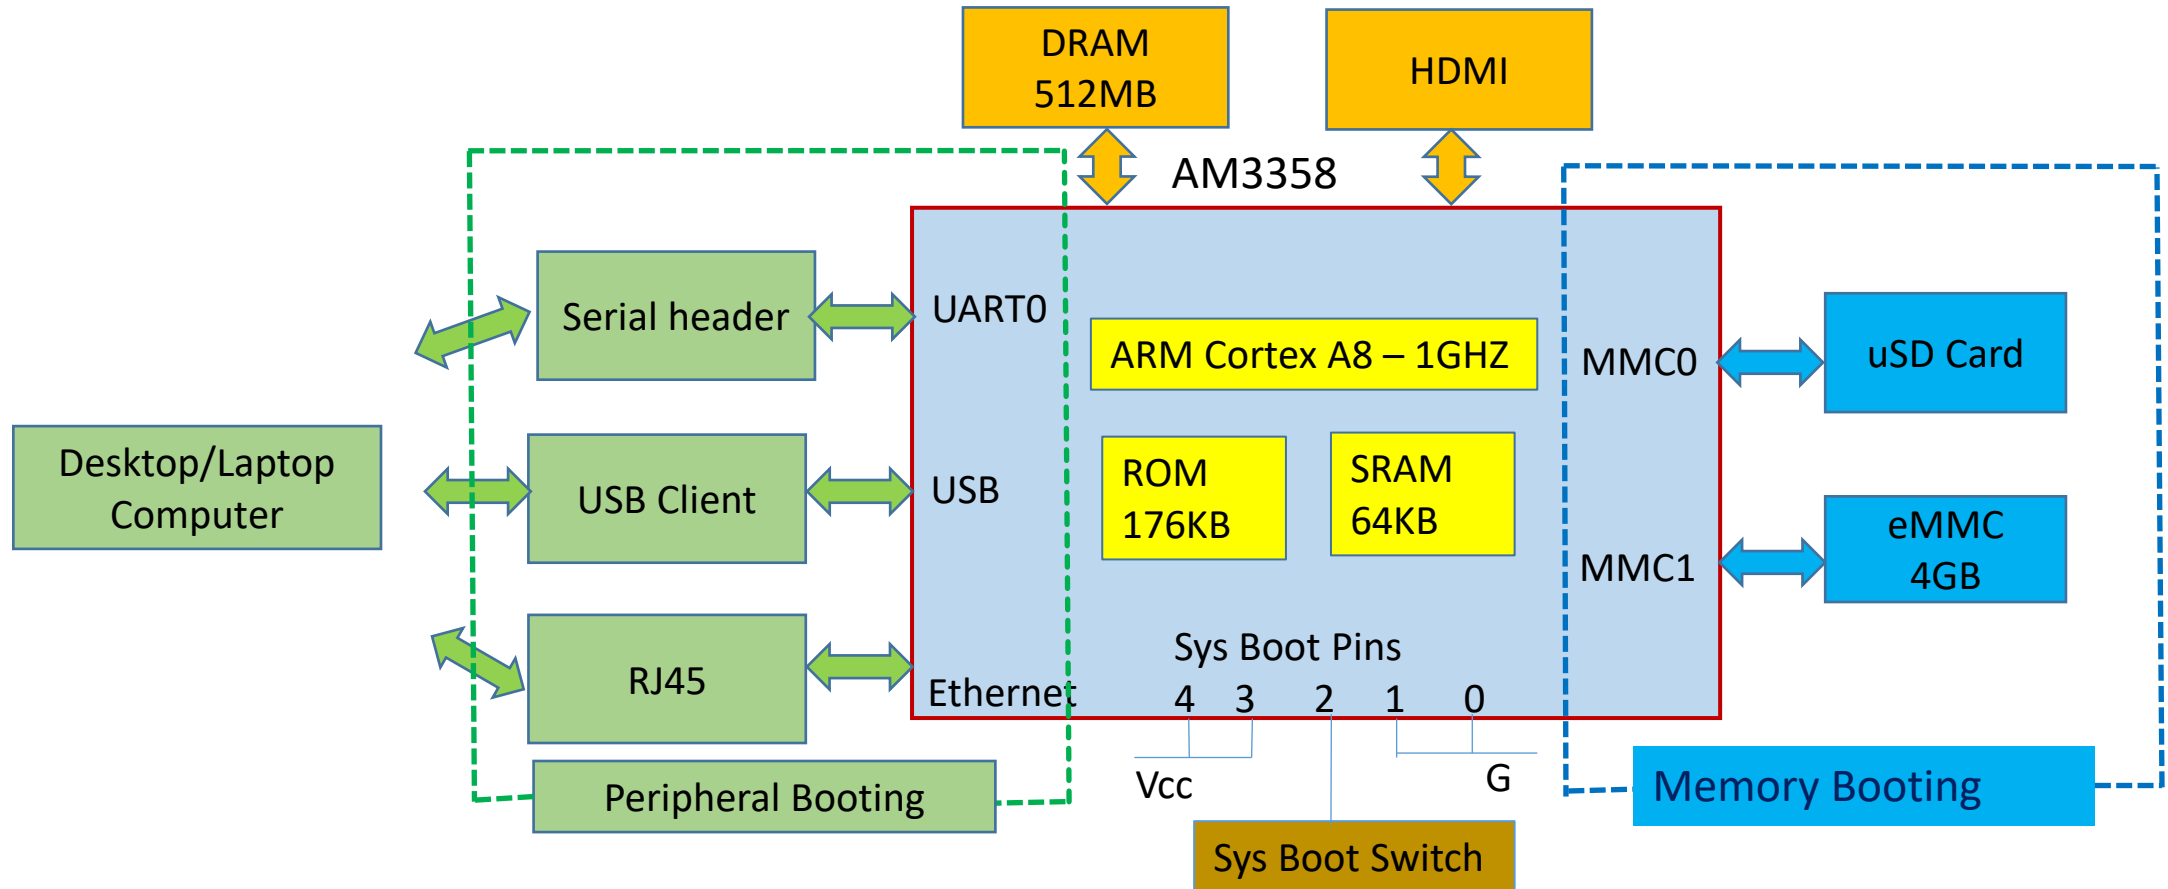 DRAM
512MB
HDMI
AM3358
Serial header
UART0
ARM Cortex A8 – 1GHZ
MMC0
uSD Card
Desktop/Laptop
Computer
USB Client
USB
ROM
176KB
SRAM
64KB
MMC1
eMMC
4GB
RJ45
Ethernet
Sys Boot Pins
4 3 2 1 0
Vcc
G
Peripheral Booting
Memory Booting
Sys Boot Switch